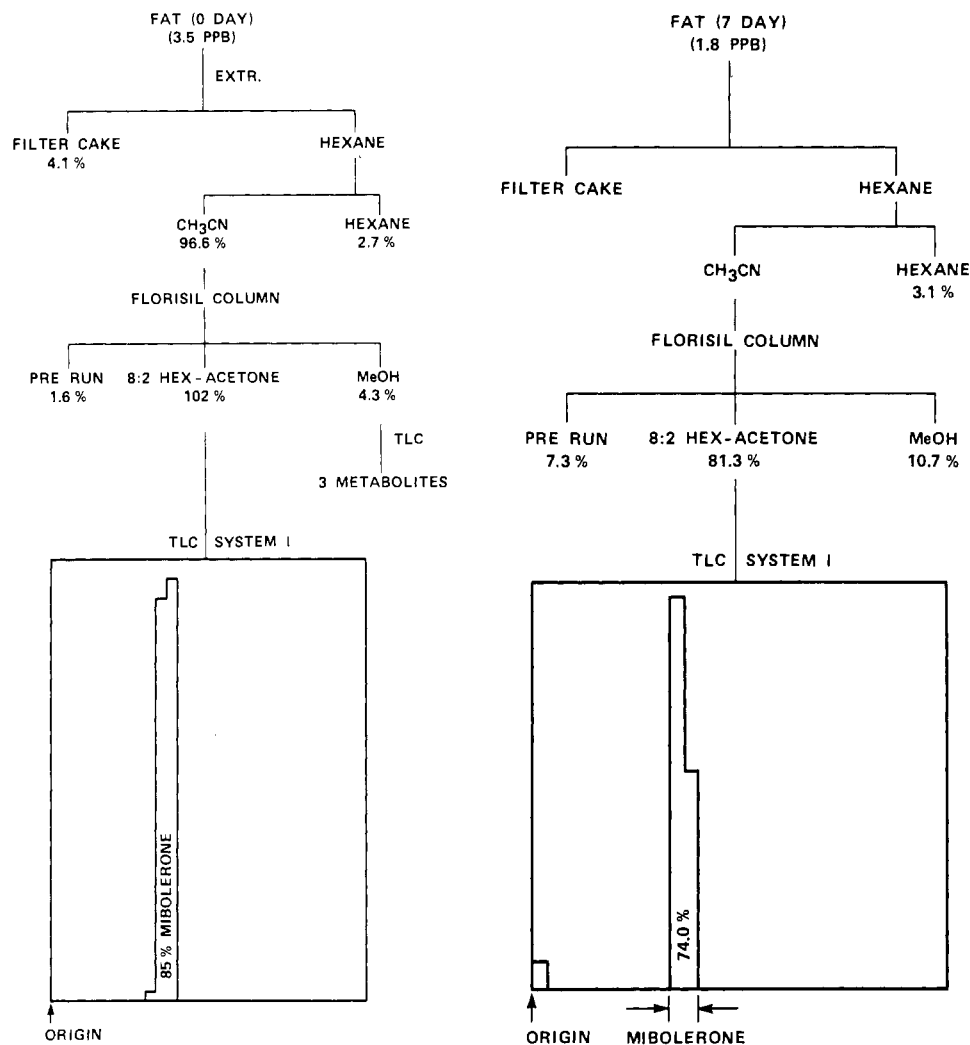 FAT (0 DAY)
(3.5 PPB)
EXTR.
FILTER CAKE
4.1 %
HEXANE
CH₃CN
96.6 %
HEXANE
2.7 %
FLORISIL COLUMN
PRE RUN
1.6 %
8:2 HEX-ACETONE
102 %
MeOH
4.3 %
TLC
3 METABOLITES
TLC SYSTEM I
85 % MIBOLERONE
ORIGIN
FAT (7 DAY)
(1.8 PPB)
FILTER CAKE
HEXANE
CH₃CN
HEXANE
3.1 %
FLORISIL COLUMN
PRE RUN
7.3 %
8:2 HEX-ACETONE
81.3 %
MeOH
10.7 %
TLC SYSTEM I
74.0 %
ORIGIN
MIBOLERONE